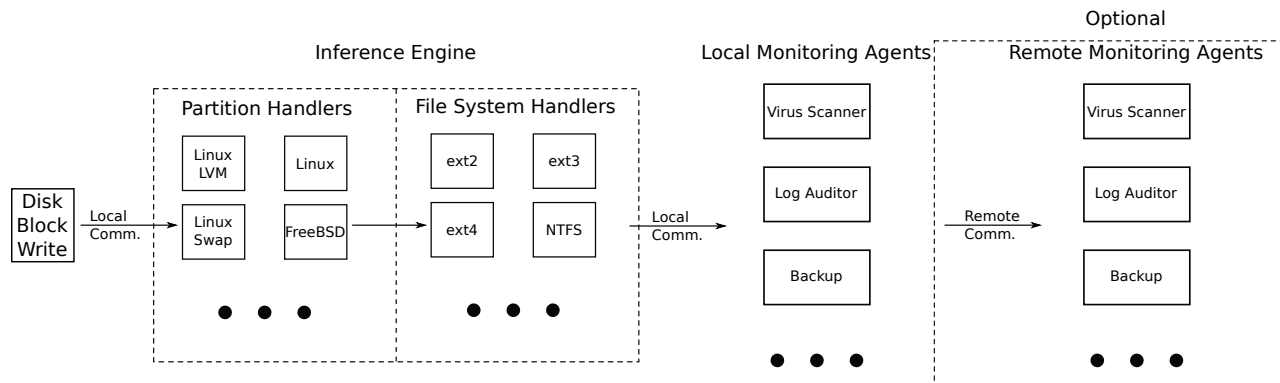 Optional
Inference Engine
Local Monitoring Agents
Remote Monitoring Agents
Partition Handlers
File System Handlers
Linux
LVM
Linux
ext2
ext3
Virus Scanner
Virus Scanner
Disk
Block
Write
Local
Comm.
Linux
Swap
FreeBSD
ext4
NTFS
Local
Comm.
Log Auditor
Remote
Comm.
Log Auditor
Backup
Backup